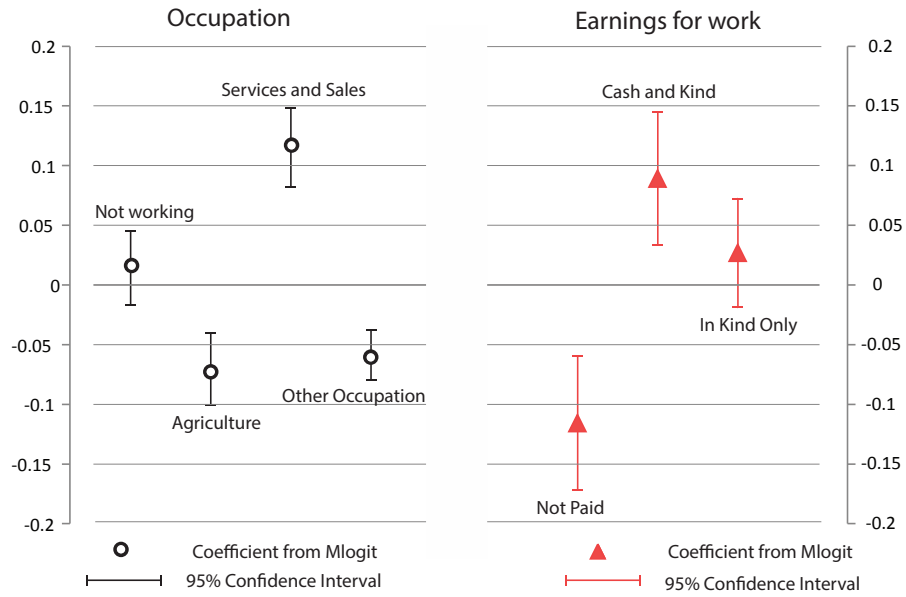 Occupation
Earnings for work
0.2
0.15
0.1
0.05
0
-0.05
-0.1
-0.15
-0.2
Services and Sales
Not working
Agriculture
Other Occupation
Cash and Kind
In Kind Only
Not Paid
0.2
0.15
0.1
0.05
0
-0.05
-0.1
-0.15
-0.2
Coefficient from Mlogit
95% Confidence Interval
Coefficient from Mlogit
95% Confidence Interval